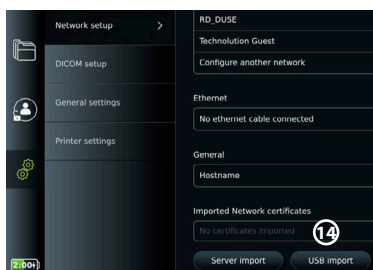 Network setup >
DICOM setup
General settings
Printer settings
RD_DUSE
Technolution Guest
Configure another network
Ethernet
No ethernet cable connected
General
Hostname
Imported Network certificates
No certificates imported
14
Server import
USB import
2:00